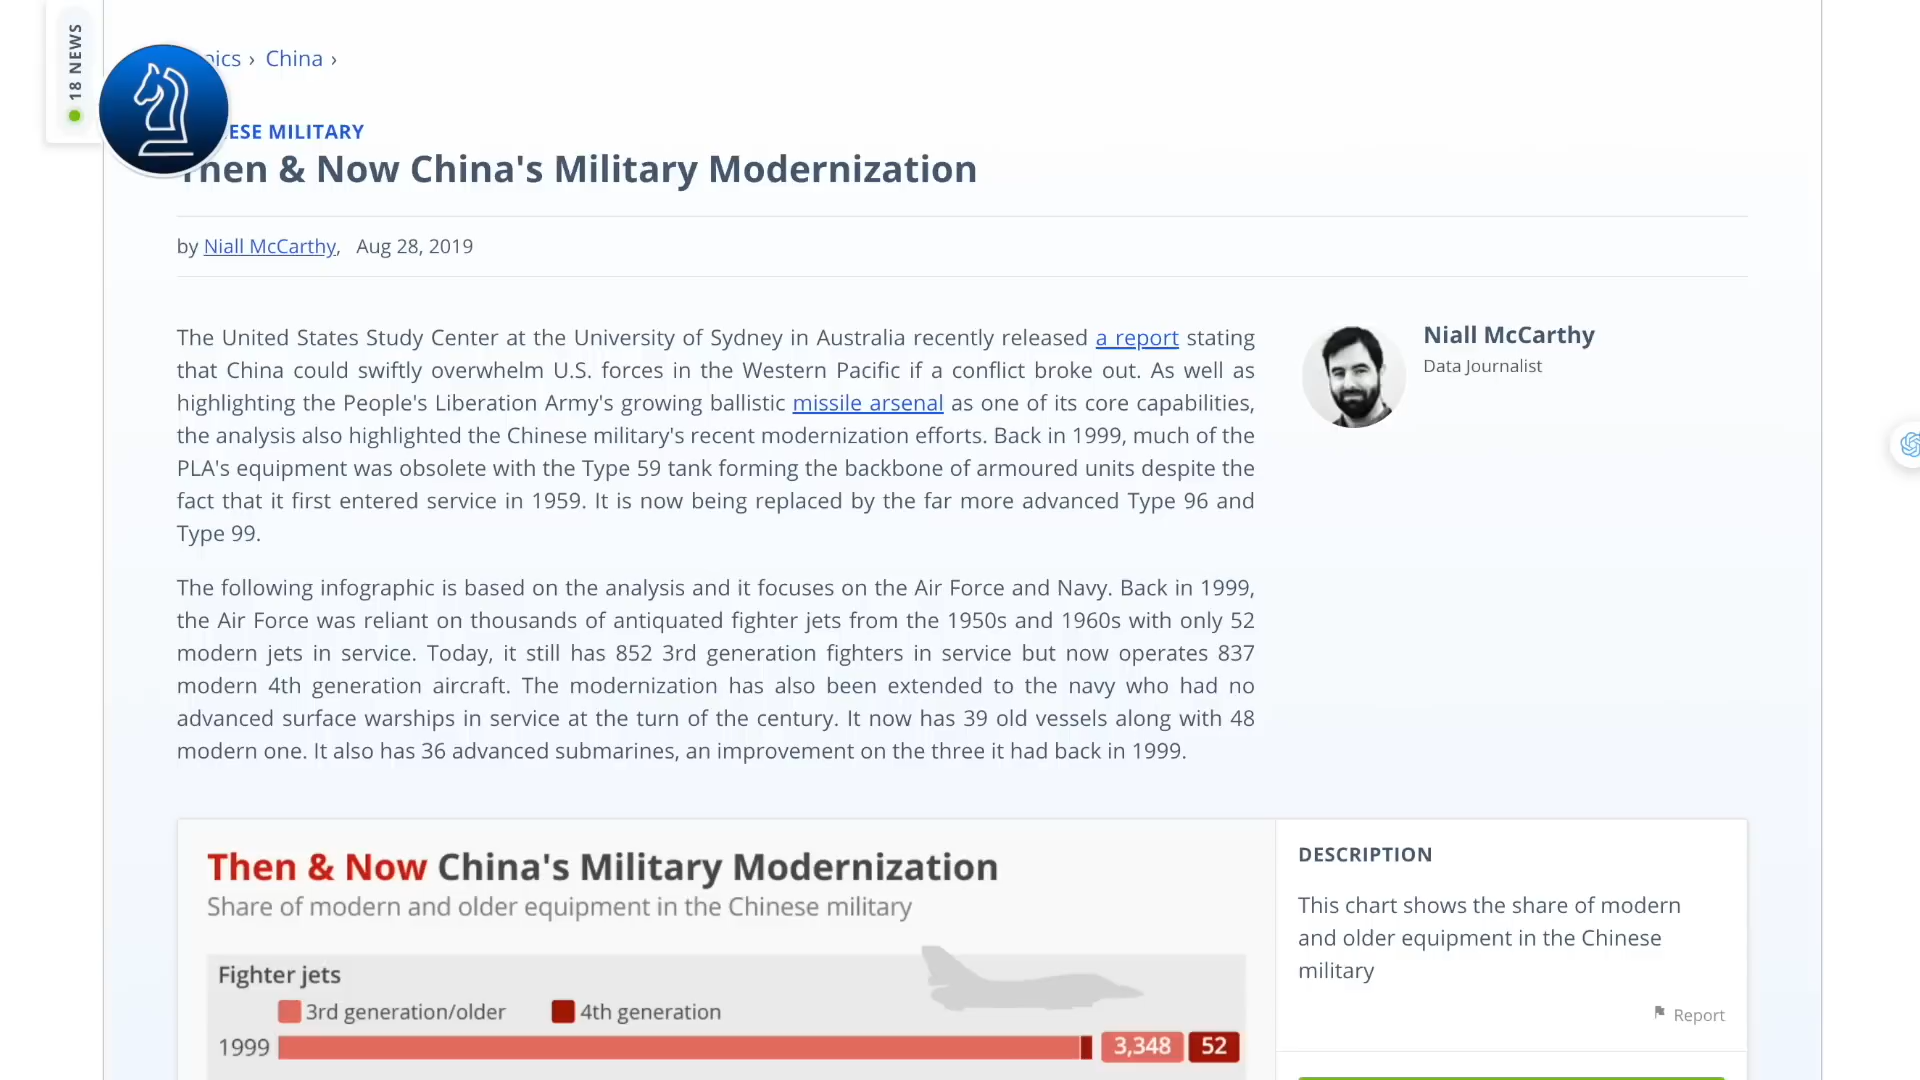 18 NEWS
pics › China ›
ESE MILITARY
Then & Now China's Military Modernization
by Niall McCarthy, Aug 28, 2019
The United States Study Center at the University of Sydney in Australia recently released a report stating
that China could swiftly overwhelm U.S. forces in the Western Pacific if a conflict broke out. As well as
highlighting the People's Liberation Army's growing ballistic missile arsenal as one of its core capabilities,
the analysis also highlighted the Chinese military's recent modernization efforts. Back in 1999, much of the
PLA's equipment was obsolete with the Type 59 tank forming the backbone of armoured units despite the
fact that it first entered service in 1959. It is now being replaced by the far more advanced Type 96 and
Type 99.
Niall McCarthy
Data Journalist
The following infographic is based on the analysis and it focuses on the Air Force and Navy. Back in 1999,
the Air Force was reliant on thousands of antiquated fighter jets from the 1950s and 1960s with only 52
modern jets in service. Today, it still has 852 3rd generation fighters in service but now operates 837
modern 4th generation aircraft. The modernization has also been extended to the navy who had no
advanced surface warships in service at the turn of the century. It now has 39 old vessels along with 48
modern one. It also has 36 advanced submarines, an improvement on the three it had back in 1999.
Then & Now China's Military Modernization
Share of modern and older equipment in the Chinese military
Fighter jets
3rd generation/older 4th generation
1999 3,348 52
DESCRIPTION
This chart shows the share of modern
and older equipment in the Chinese
military
Report